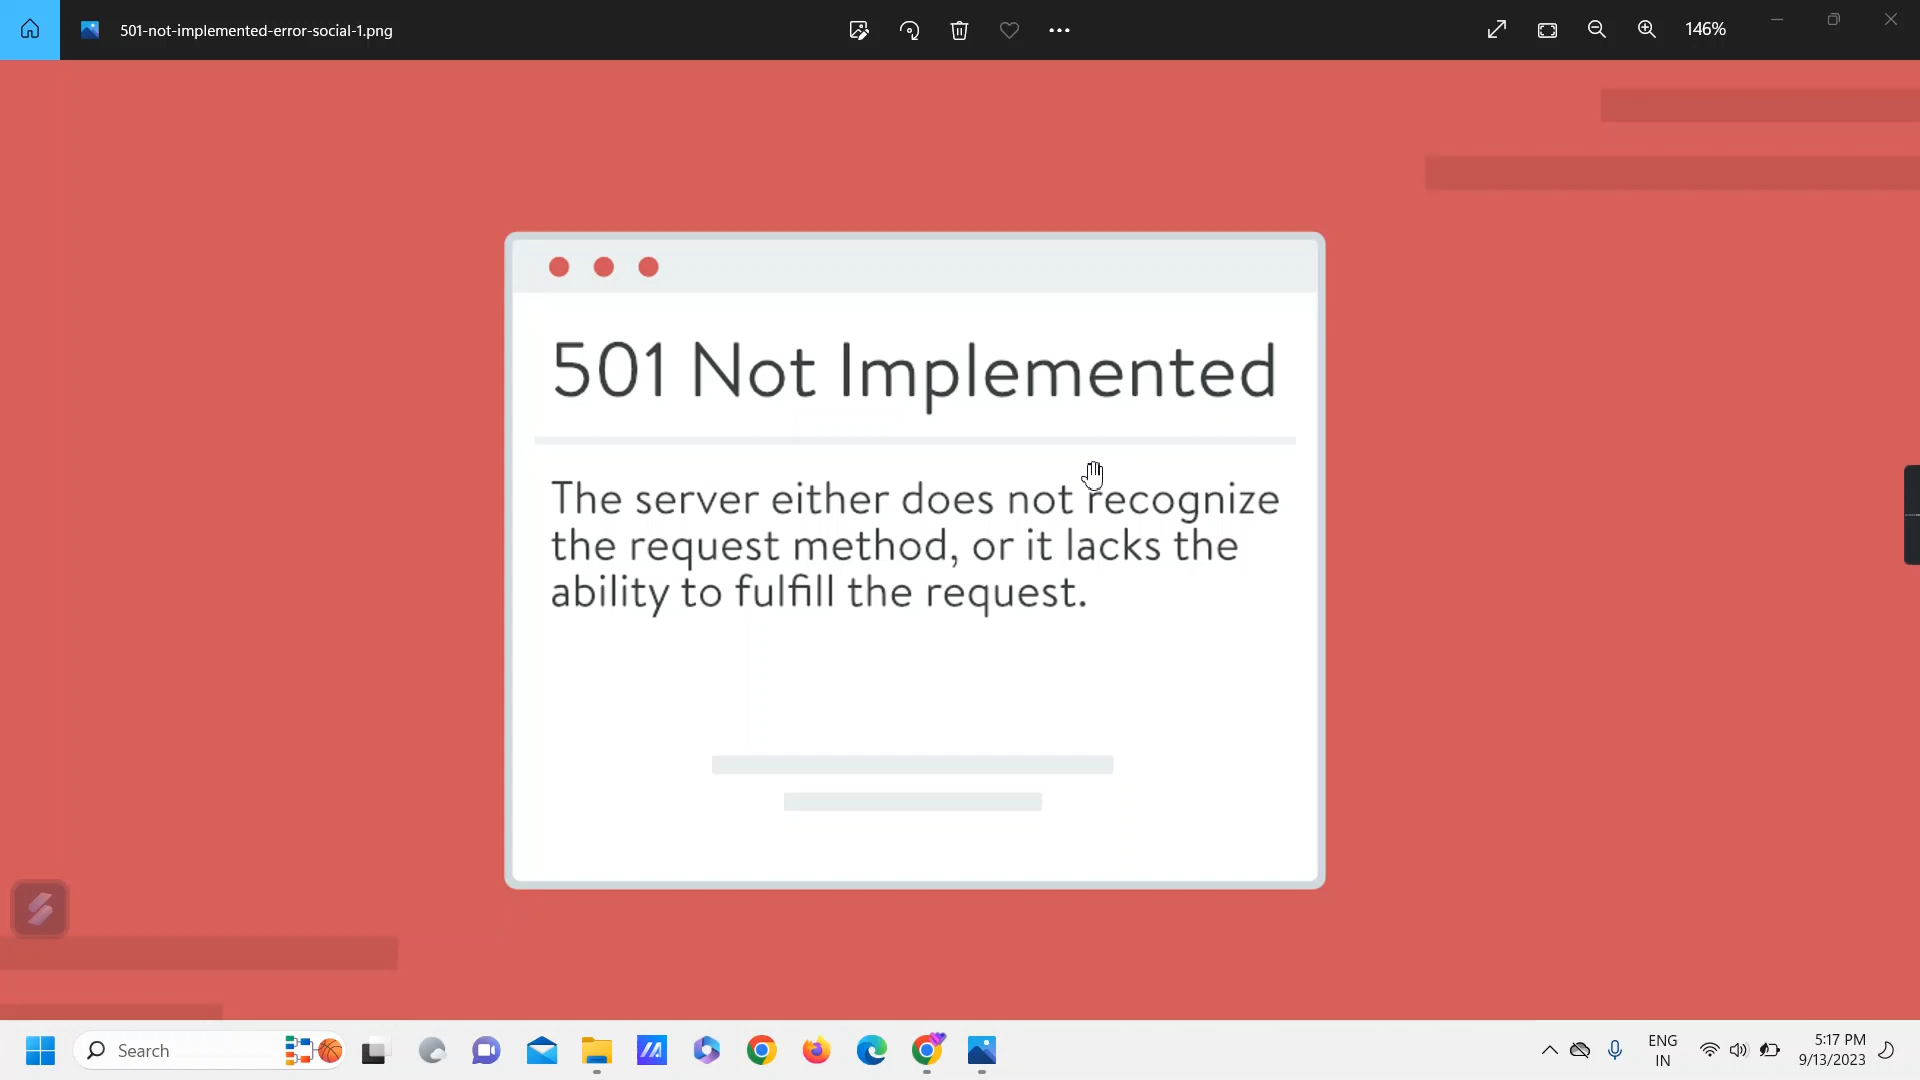 501-not-implemented-error-social-1.png
146%
501 Not Implemented
The server either does not recognize
the request method, or it lacks the
ability to fulfill the request.
Search
ENG
IN
5:17 PM
9/13/2023